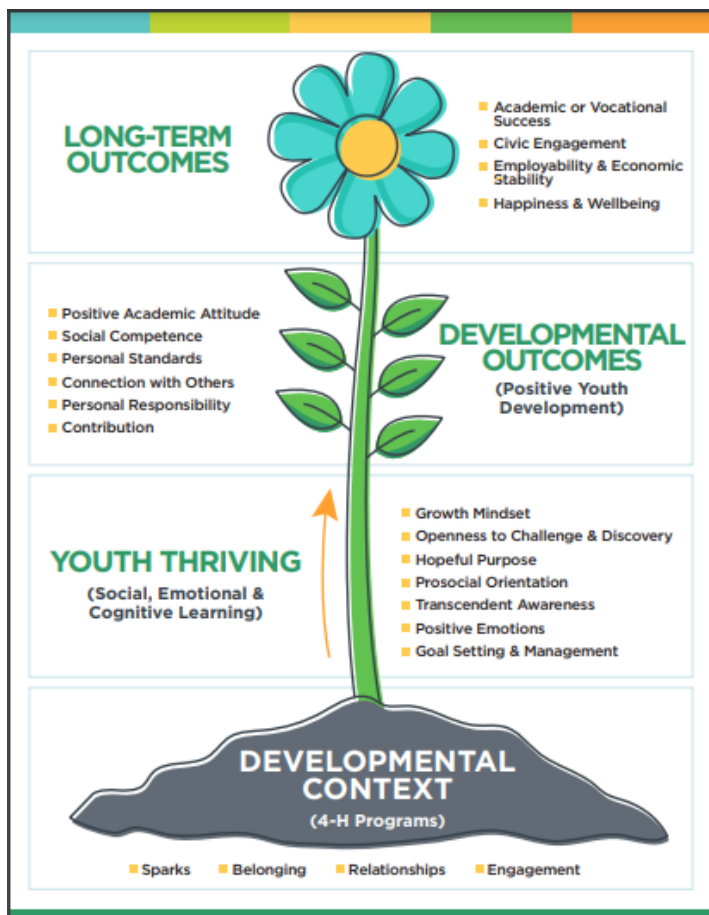 LONG-TERM
OUTCOMES
Academic or Vocational
Success
Civic Engagement
Employability & Economic
Stability
Happiness & Wellbeing
Positive Academic Attitude
Social Competence
Personal Standards
Connection with Others
Personal Responsibility
Contribution
DEVELOPMENTAL
OUTCOMES
(Positive Youth
Development)
YOUTH THRIVING
(Social, Emotional &
Cognitive Learning)
Growth Mindset
Openness to Challenge & Discovery
Hopeful Purpose
Prosocial Orientation
Transcendent Awareness
Positive Emotions
Goal Setting & Management
DEVELOPMENTAL
CONTEXT
(4-H Programs)
Sparks Belonging Relationships Engagement